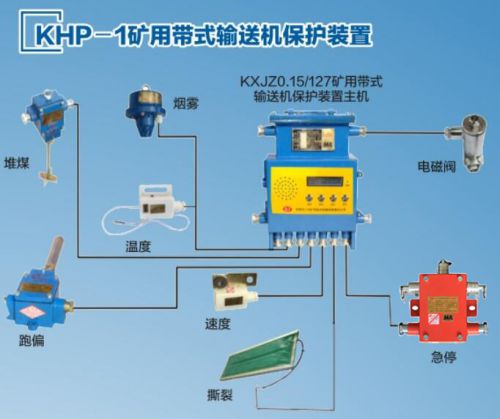 KHP-1矿用带式输送机保护装置
KXJZ0.15/127矿用带式
输送机保护装置主机
烟雾
堆煤
电磁阀
温度
MA
速度
跑偏
急停
撕裂